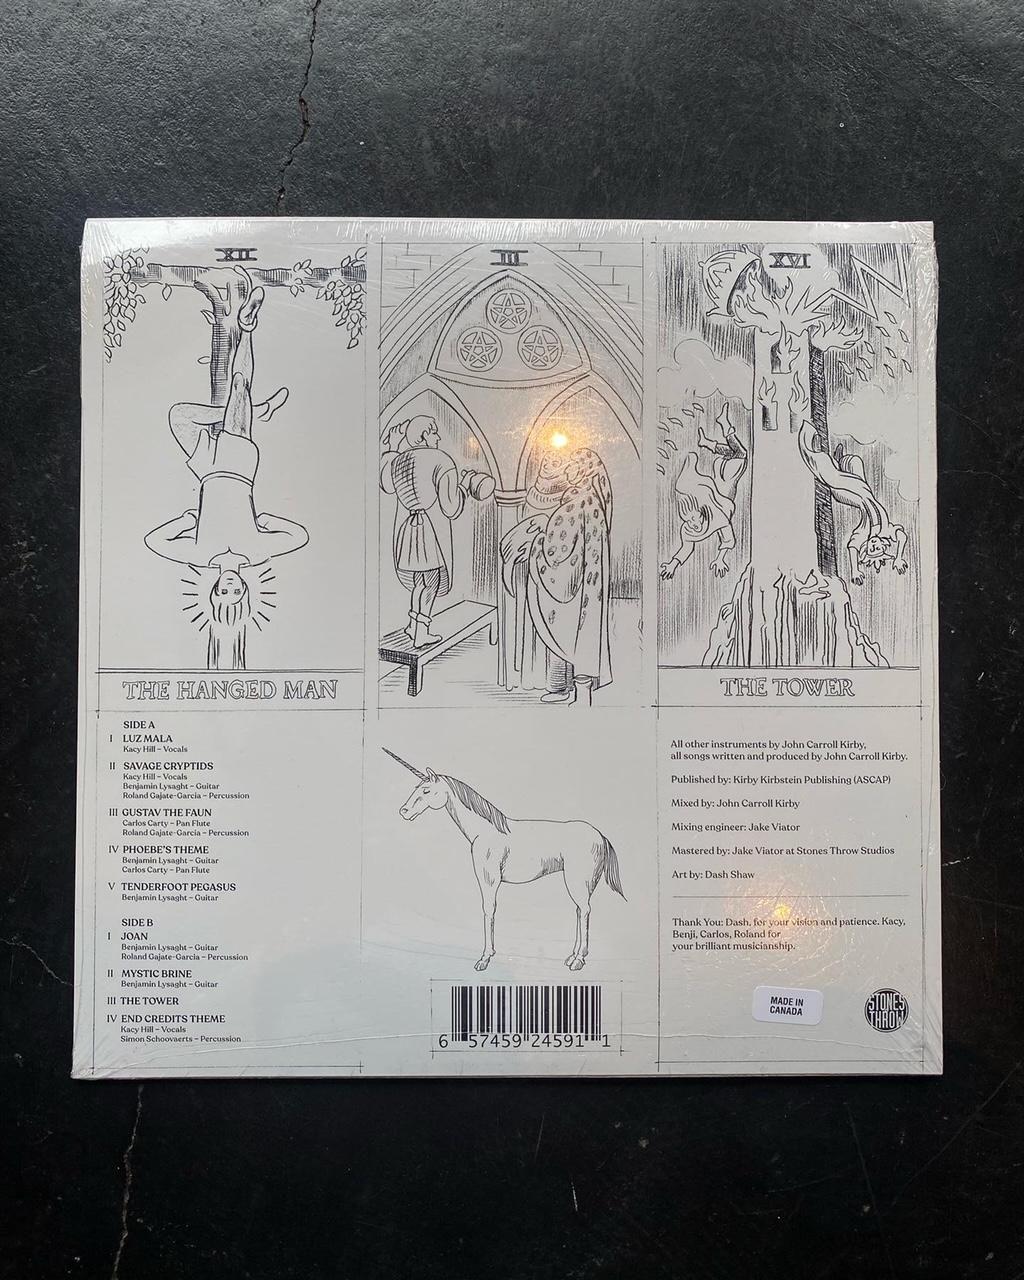 XII
III
XVI
THE HANGED MAN
THE TOWER
SIDE A
I LUZ MALA
Kacy Hill – Vocals
II SAVAGE CRYPTIDS
Kacy Hill – Vocals
Benjamin Lysaght – Guitar
Roland Gajate-Garcia – Percussion
III GUSTAV THE FAUN
Carlos Carty – Pan Flute
Roland Gajate-Garcia – Percussion
IV PHOEBE'S THEME
Benjamin Lysaght – Guitar
Carlos Carty – Pan Flute
V TENDERFOOT PEGASUS
Benjamin Lysaght – Guitar
SIDE B
I JOAN
Benjamin Lysaght – Guitar
Roland Gajate-Garcia – Percussion
II MYSTIC BRINE
Benjamin Lysaght – Guitar
III THE TOWER
IV END CREDITS THEME
Kacy Hill – Vocals
Simon Schoovaerts – Percussion
6 57459 24591 1
All other instruments by John Carroll Kirby,
all songs written and produced by John Carroll Kirby.
Published by: Kirby Kirbstein Publishing (ASCAP)
Mixed by: John Carroll Kirby
Mixing engineer: Jake Viator
Mastered by: Jake Viator at Stones Throw Studios
Art by: Dash Shaw
Thank You: Dash, for your vision and patience. Kacy,
Benji, Carlos, Roland for
your brilliant musicianship.
MADE IN
CANADA
STONES
THROW